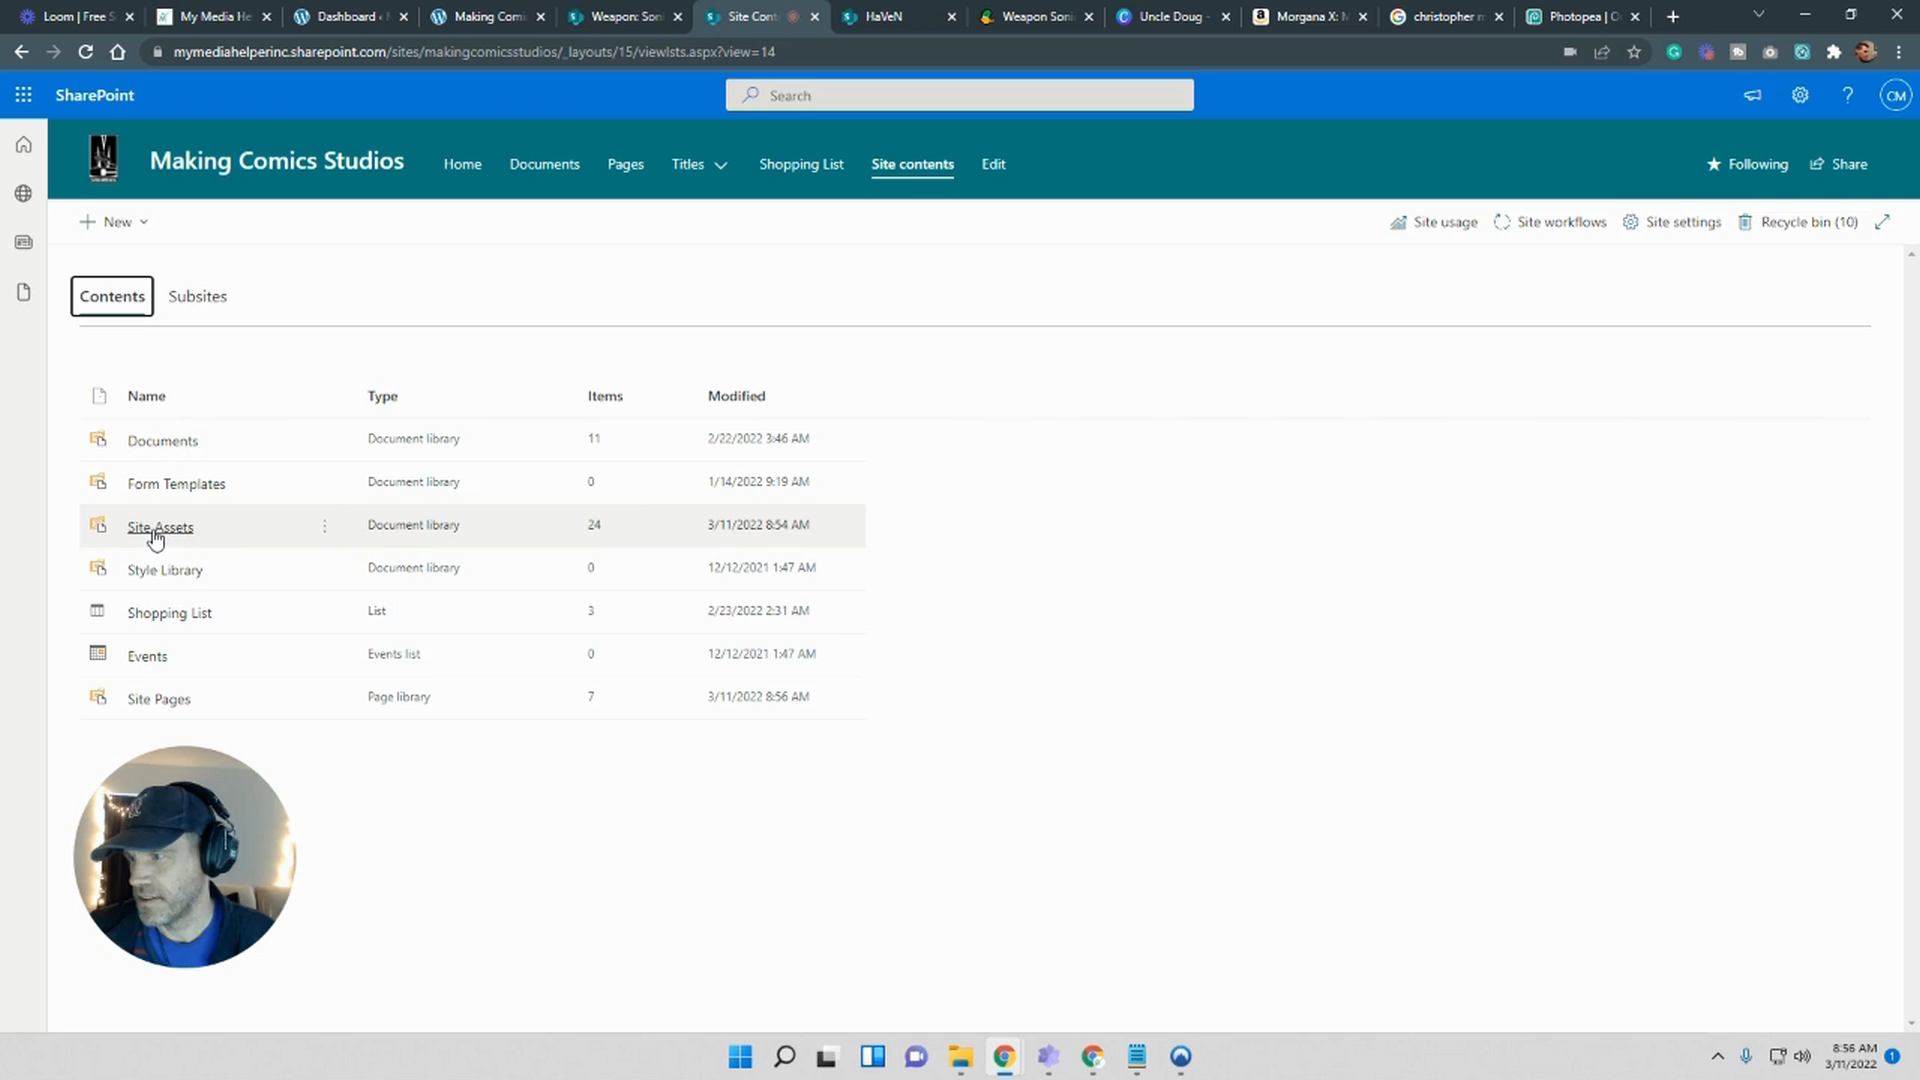 Loom | Free S
My Media He
Dashboard ‹
Making Comi
Weapon: Soni
Site Cont
HaVeN
Weapon Soni
Uncle Doug -
Morgana X: M
christopher m
Photopea | O
mymediahelperinc.sharepoint.com/sites/makingcomicsstudios/_layouts/15/viewlsts.aspx?view=14
SharePoint
Search
CM
Making Comics Studios
Home
Documents
Pages
Titles
Shopping List
Site contents
Edit
Following
Share
New
Site usage
Site workflows
Site settings
Recycle bin (10)
Contents
Subsites
Name Type Items Modified
Documents Document library 11 2/22/2022 3:46 AM
Form Templates Document library 0 1/14/2022 9:19 AM
Site Assets Document library 24 3/11/2022 8:54 AM
Style Library Document library 0 12/12/2021 1:47 AM
Shopping List List 3 2/23/2022 2:31 AM
Events Events list 0 12/12/2021 1:47 AM
Site Pages Page library 7 3/11/2022 8:56 AM
8:56 AM
3/11/2022
1